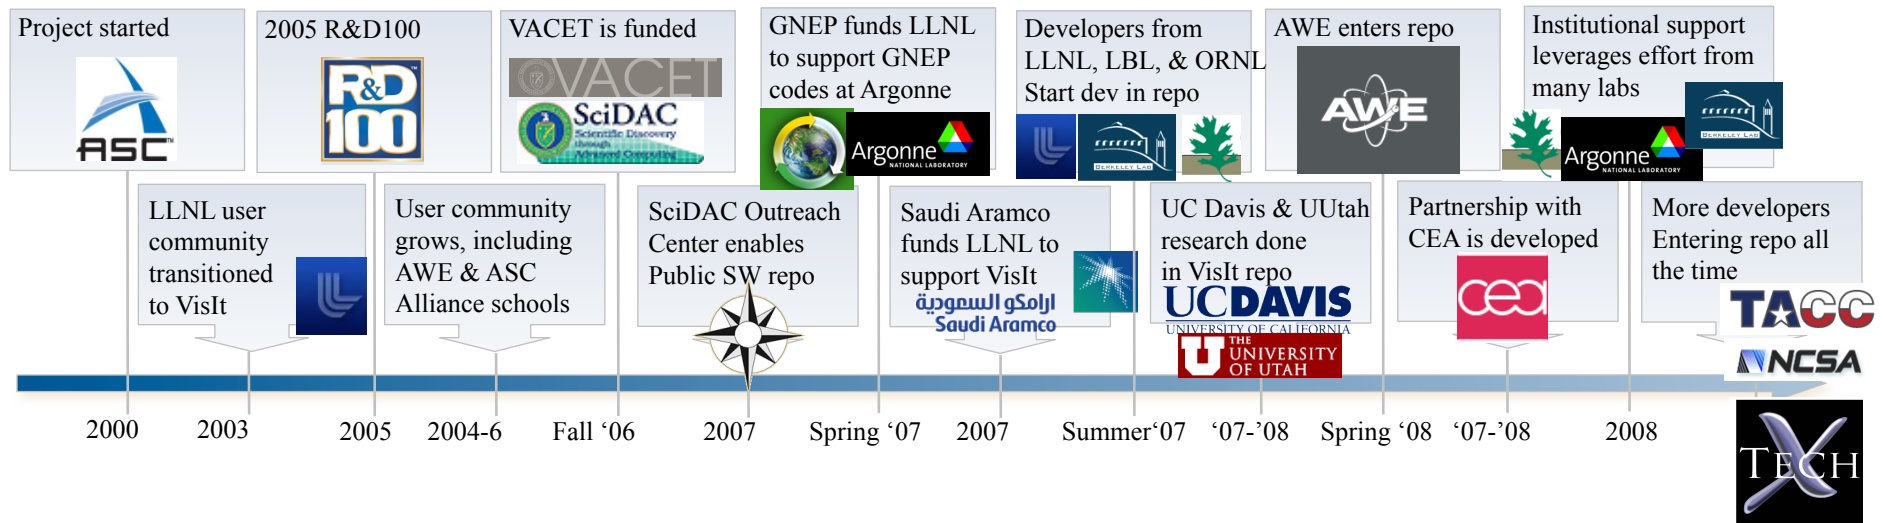 Project started
ASC™
2005 R&D100
R&D
100
VACET is funded
VACET
SciDAC
Scientific Discovery
through
Advanced Computing
GNEP funds LLNL
to support GNEP
codes at Argonne
Argonne
NATIONAL LABORATORY
Developers from
LLNL, LBL, & ORNL
Start dev in repo
BERKELEY LAB
AWE enters repo
AWE
Institutional support
leverages effort from
many labs
Argonne
NATIONAL LABORATORY
BERKELEY LAB
LLNL user
community
transitioned
to VisIt
User community
grows, including
AWE & ASC
Alliance schools
SciDAC Outreach
Center enables
Public SW repo
Saudi Aramco
funds LLNL to
support VisIt
ارامكو السعودية
Saudi Aramco
UC Davis & UUtah
research done
in VisIt repo
UCDAVIS
UNIVERSITY OF CALIFORNIA
U THE
UNIVERSITY
OF UTAH
Partnership with
CEA is developed
cea
More developers
Entering repo all
the time
TACC
NCSA
2000
2003
2005
2004-6
Fall ‘06
2007
Spring ‘07
2007
Summer‘07
‘07-’08
Spring ‘08
‘07-’08
2008
TECH X